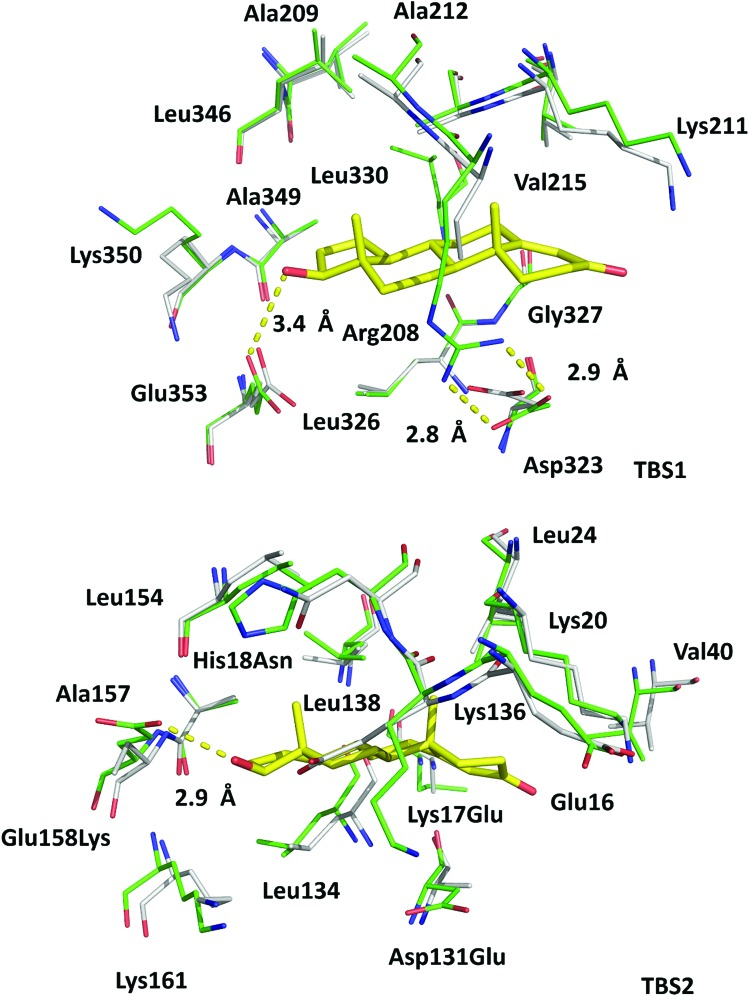 Ala209
Ala212
Leu346
Lys211
Leu330
Val215
Ala349
Lys350
3.4 Å
Arg208
Gly327
2.9 Å
Glu353
Leu326
2.8 Å
Asp323
TBS1
Leu24
Leu154
Lys20
His18Asn
Val40
Ala157
Leu138
Lys136
2.9 Å
Lys17Glu
Glu16
Glu158Lys
Leu134
Asp131Glu
Lys161
TBS2